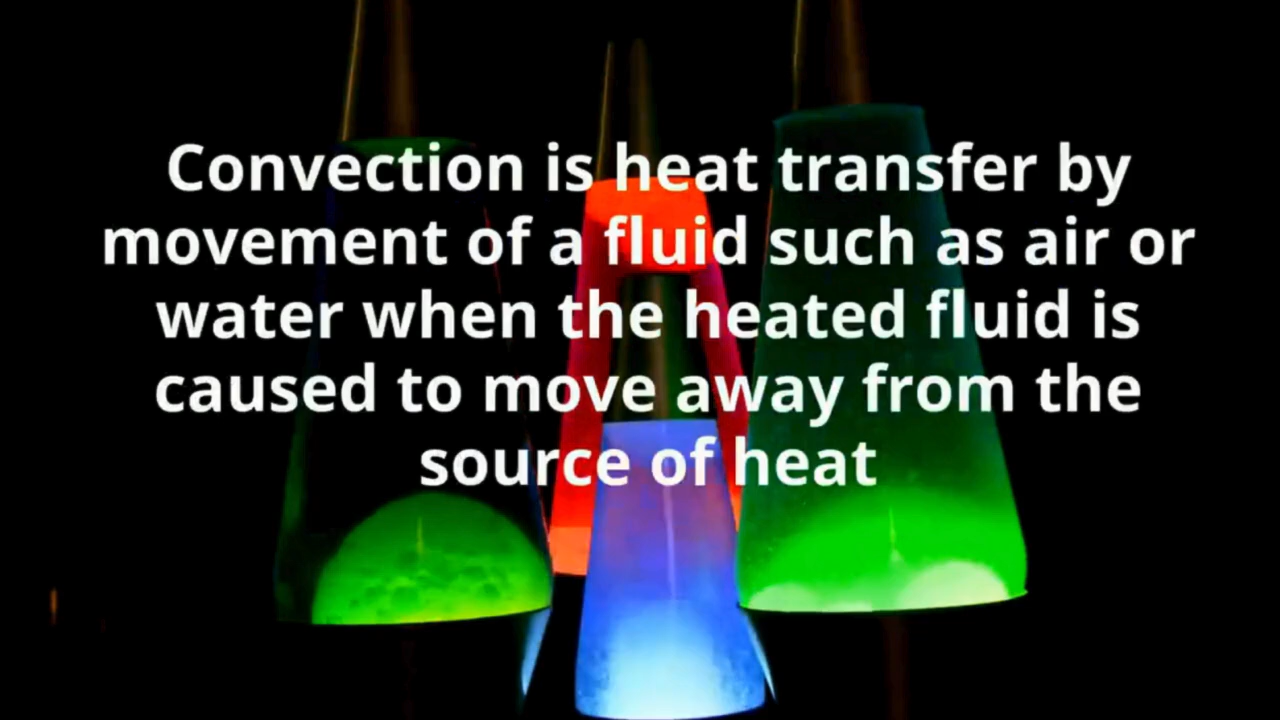 Convection is heat transfer by
movement of a fluid such as air or
water when the heated fluid is
caused to move away from the
source of heat